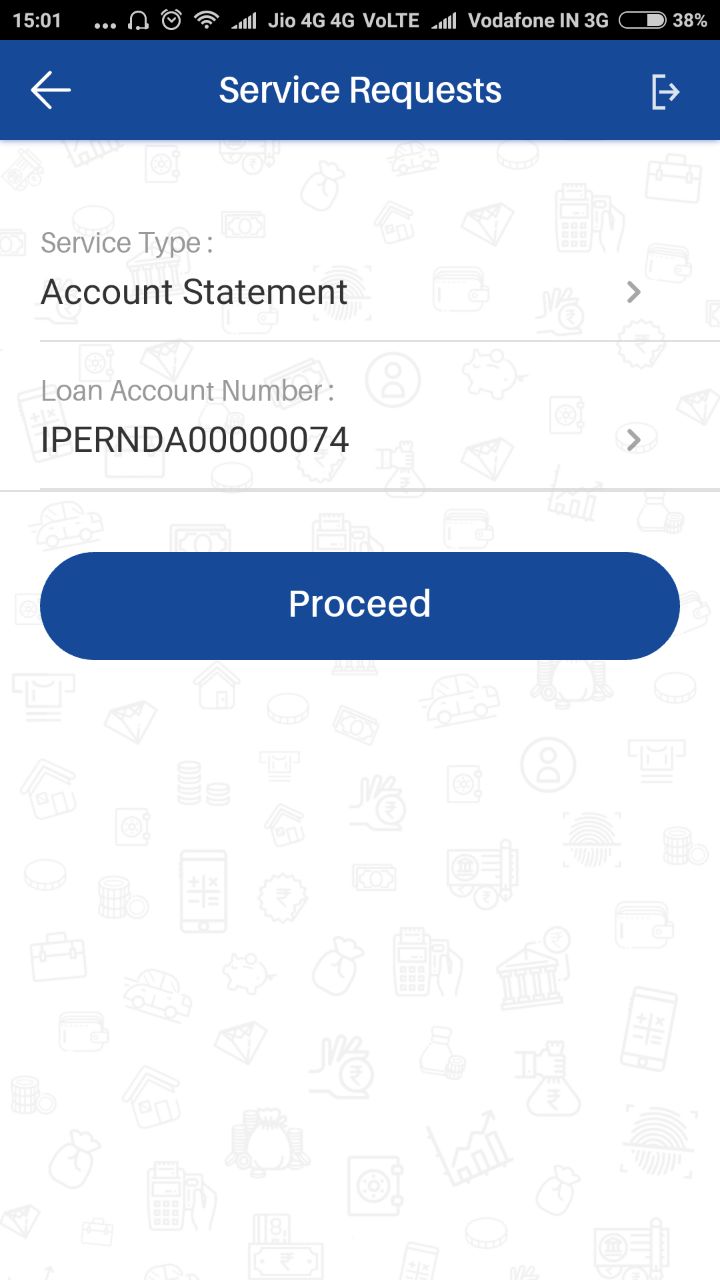 15:01 ... Jio 4G 4G VoLTE Vodafone IN 3G 38%
Service Requests
Service Type :
Account Statement
Loan Account Number :
IPERNDA00000074
Proceed